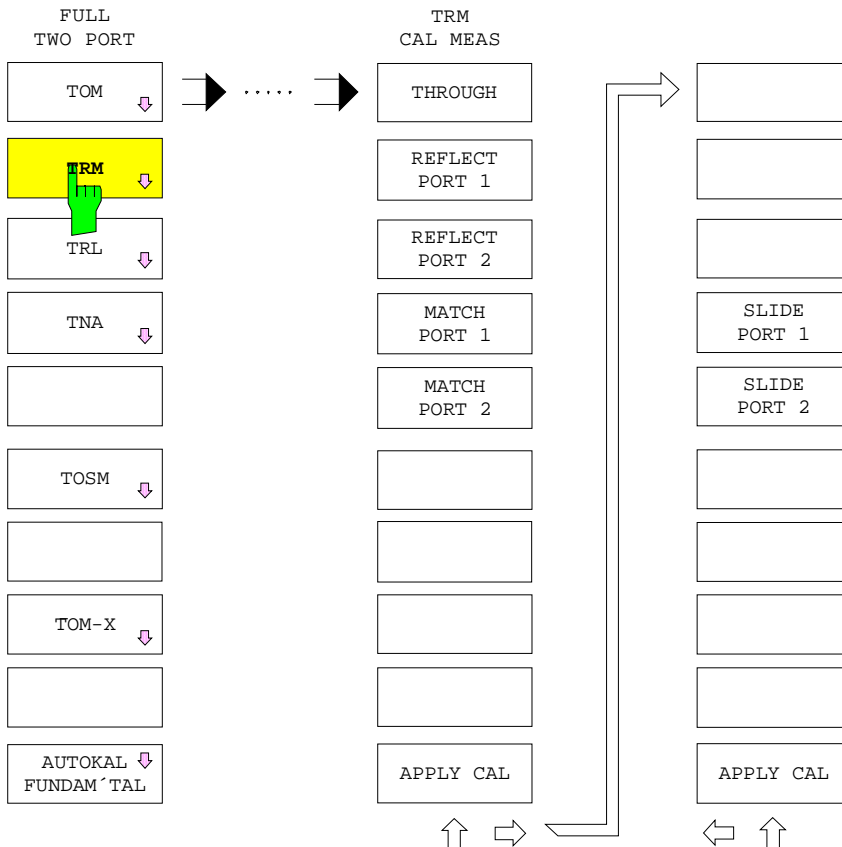 FULL
TWO PORT
TOM
TRM
TRL
TNA
TOSM
TOM-X
AUTOKAL
FUNDAM´TAL
TRM
CAL MEAS
THROUGH
REFLECT
PORT 1
REFLECT
PORT 2
MATCH
PORT 1
MATCH
PORT 2
APPLY CAL
SLIDE
PORT 1
SLIDE
PORT 2
APPLY CAL